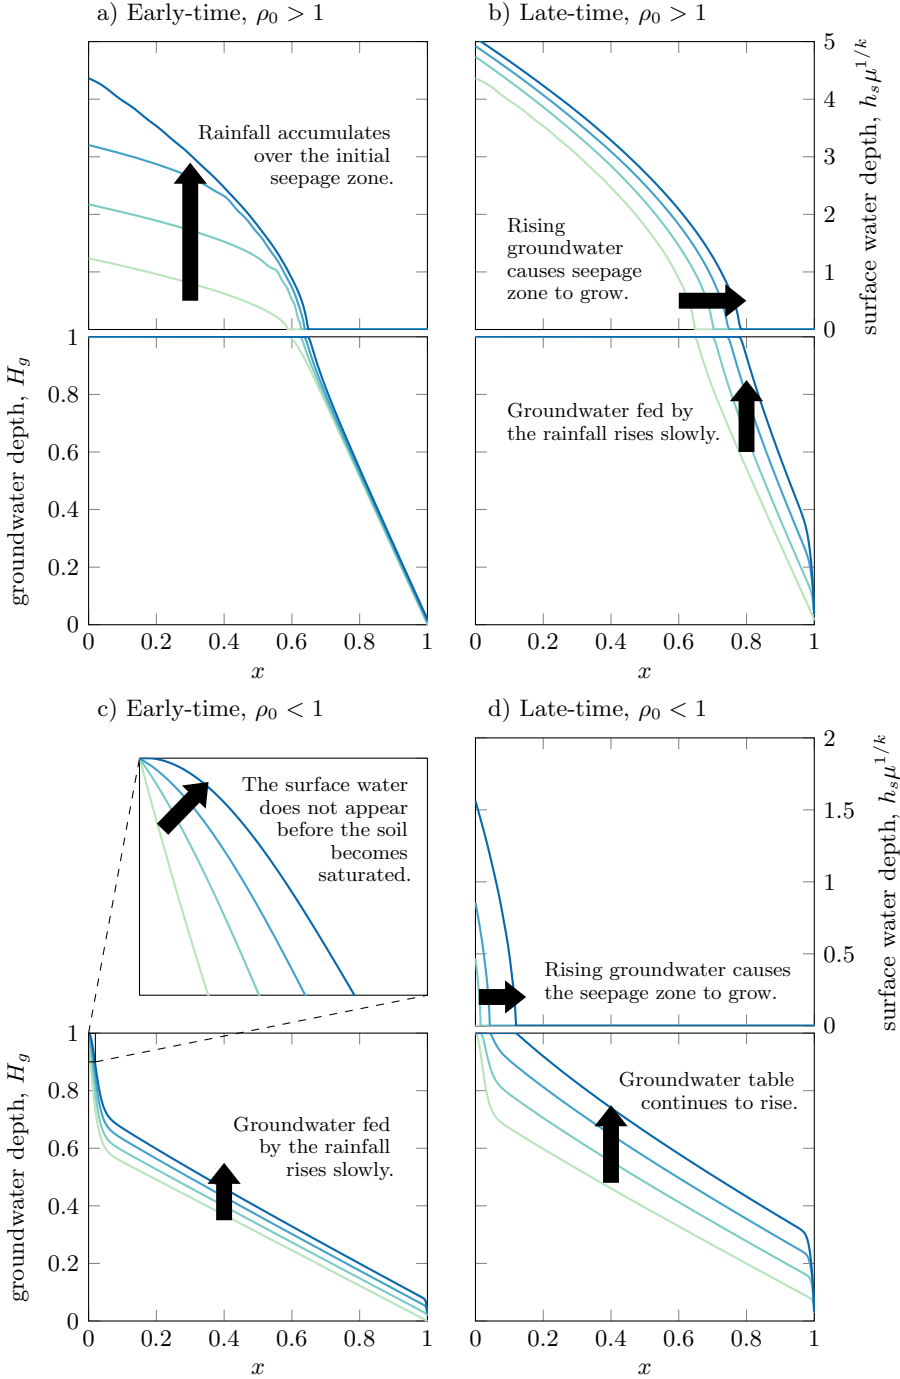 a) Early-time, ρ₀ > 1
b) Late-time, ρ₀ > 1
Rainfall accumulates
over the initial
seepage zone.
Rising
groundwater
causes seepage
zone to grow.
5
4
3
2
1
0
surface water depth, hₛμ^{1/k}
groundwater depth, H_g
1
0.8
0.6
0.4
0.2
0
Groundwater fed by
the rainfall rises slowly.
0 0.2 0.4 0.6 0.8 1
x
0 0.2 0.4 0.6 0.8 1
x
c) Early-time, ρ₀ < 1
d) Late-time, ρ₀ < 1
The surface water
does not appear
before the soil
becomes
saturated.
2
1.5
1
0.5
0
surface water depth, hₛμ^{1/k}
Rising groundwater causes
the seepage zone to grow.
groundwater depth, H_g
1
0.8
0.6
0.4
0.2
0
Groundwater fed
by the rainfall
rises slowly.
Groundwater table
continues to rise.
0 0.2 0.4 0.6 0.8 1
x
0 0.2 0.4 0.6 0.8 1
x